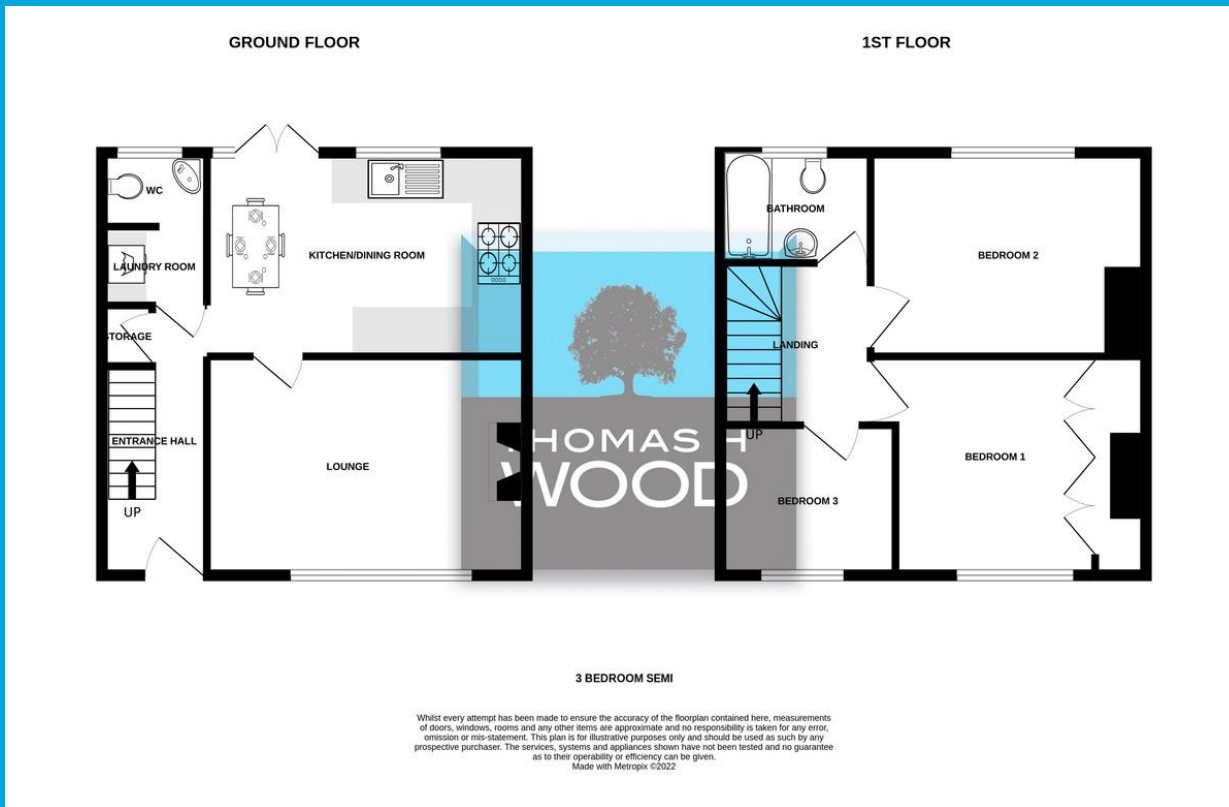 GROUND FLOOR
1ST FLOOR
WC
LAUNDRY ROOM
KITCHEN/DINING ROOM
STORAGE
ENTRANCE HALL
UP
LOUNGE
BATHROOM
BEDROOM 2
LANDING
UP
BEDROOM 1
BEDROOM 3
THOMAS H
WOOD
3 BEDROOM SEMI
Whilst every attempt has been made to ensure the accuracy of the floorplan contained here, measurements
of doors, windows, rooms and any other items are approximate and no responsibility is taken for any error,
omission or mis-statement. This plan is for illustrative purposes only and should be used as such by any
prospective purchaser. The services, systems and appliances shown have not been tested and no guarantee
as to their operability or efficiency can be given.
Made with Metropix ©2022